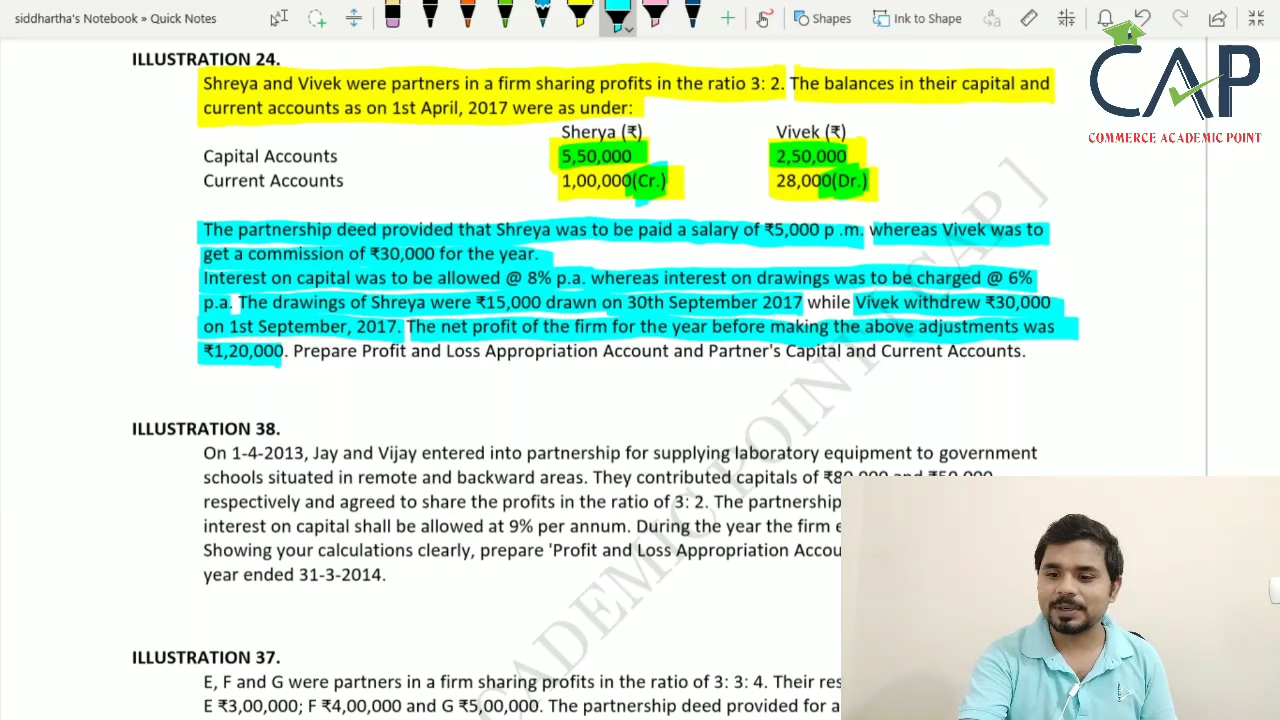 siddhartha's Notebook » Quick Notes
Shapes
Ink to Shape
CAP
COMMERCE ACADEMIC POINT
ILLUSTRATION 24.
Shreya and Vivek were partners in a firm sharing profits in the ratio 3: 2. The balances in their capital and
current accounts as on 1st April, 2017 were as under:
Sherya (₹) Vivek (₹)
Capital Accounts 5,50,000 2,50,000
Current Accounts 1,00,000(Cr.) 28,000(Dr.)
The partnership deed provided that Shreya was to be paid a salary of ₹5,000 p .m. whereas Vivek was to
get a commission of ₹30,000 for the year.
Interest on capital was to be allowed @ 8% p.a. whereas interest on drawings was to be charged @ 6%
p.a. The drawings of Shreya were ₹15,000 drawn on 30th September 2017 while Vivek withdrew ₹30,000
on 1st September, 2017. The net profit of the firm for the year before making the above adjustments was
₹1,20,000. Prepare Profit and Loss Appropriation Account and Partner's Capital and Current Accounts.
ILLUSTRATION 38.
On 1-4-2013, Jay and Vijay entered into partnership for supplying laboratory equipment to government
schools situated in remote and backward areas. They contributed capitals of ₹80,000 and ₹50,000
respectively and agreed to share the profits in the ratio of 3: 2. The partnership
interest on capital shall be allowed at 9% per annum. During the year the firm
Showing your calculations clearly, prepare 'Profit and Loss Appropriation
year ended 31-3-2014.
ILLUSTRATION 37.
E, F and G were partners in a firm sharing profits in the ratio of 3: 3: 4. Their
E ₹3,00,000; F ₹4,00,000 and G ₹5,00,000. The partnership deed provided for a